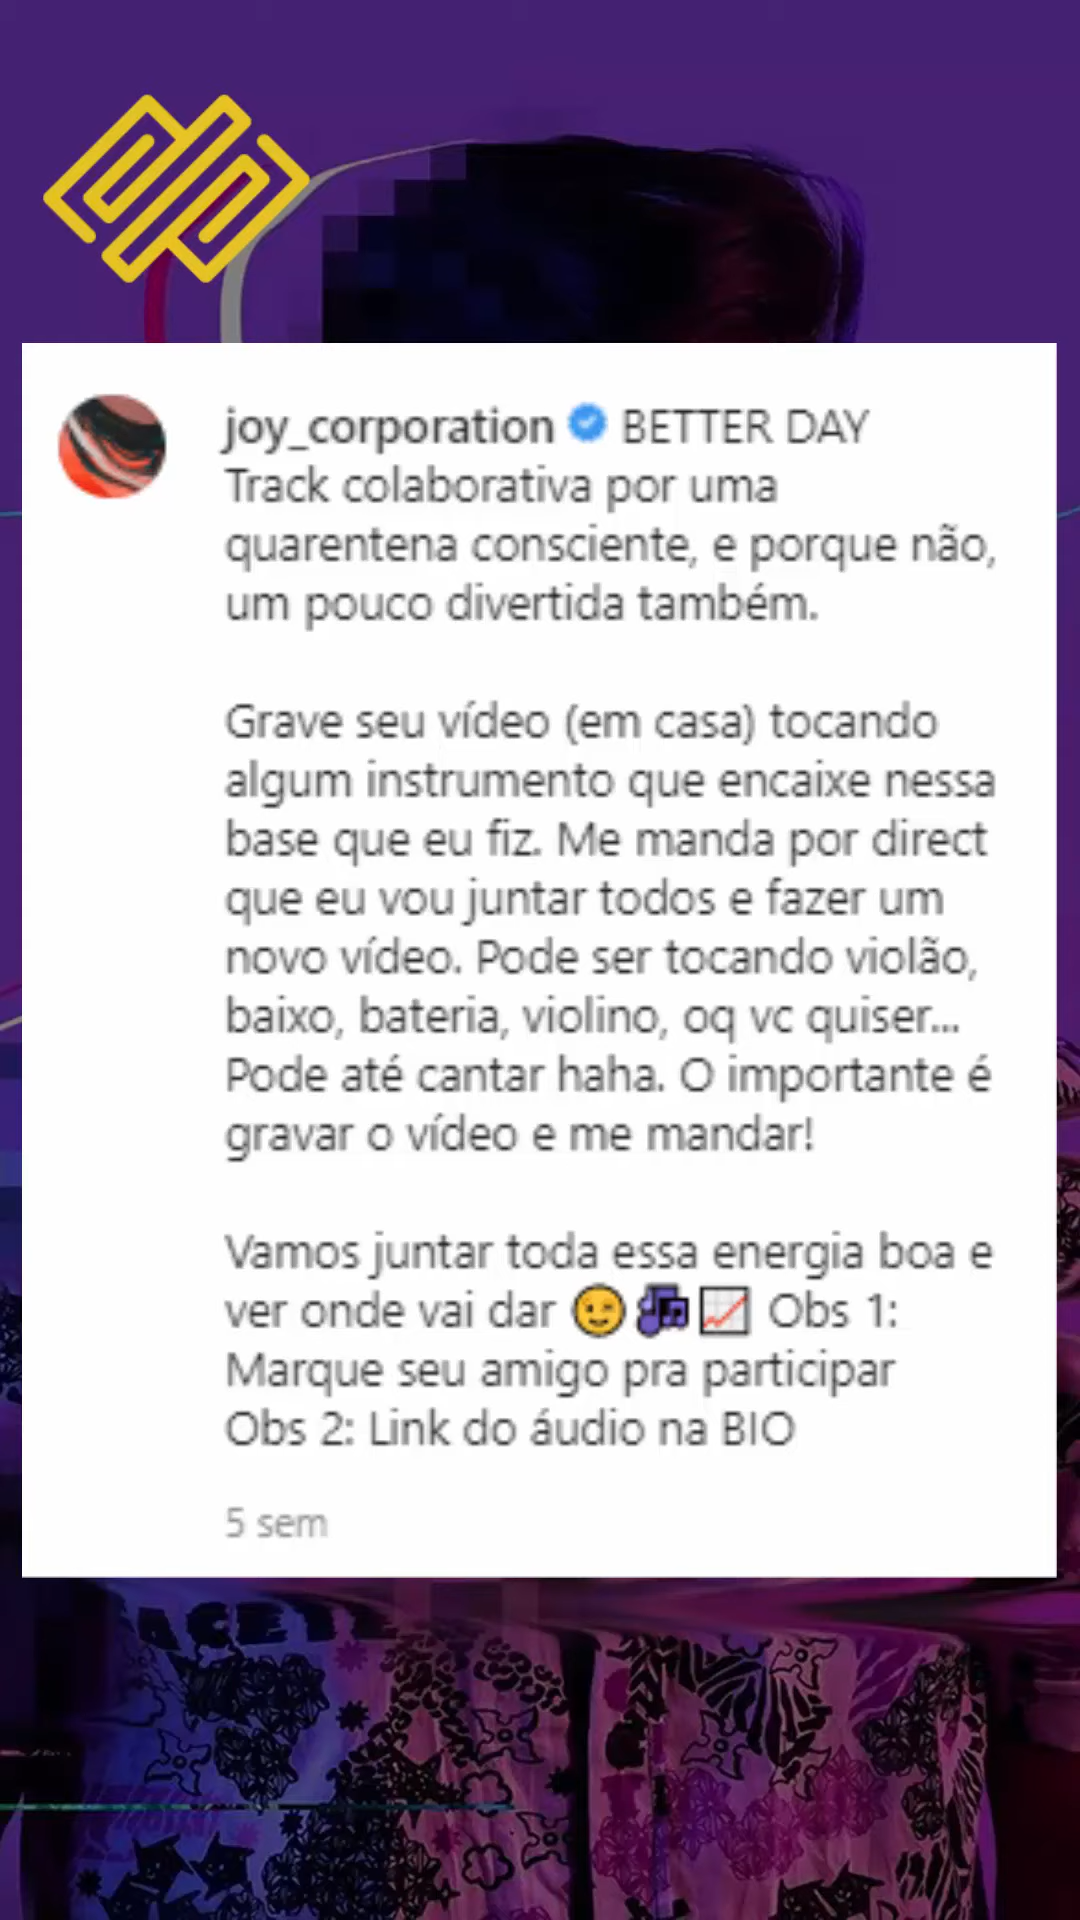 joy_corporation BETTER DAY
Track colaborativa por uma
quarentena consciente, e porque não,
um pouco divertida também.
Grave seu vídeo (em casa) tocando
algum instrumento que encaixe nessa
base que eu fiz. Me manda por direct
que eu vou juntar todos e fazer um
novo vídeo. Pode ser tocando violão,
baixo, bateria, violino, oq vc quiser...
Pode até cantar haha. O importante é
gravar o vídeo e me mandar!
Vamos juntar toda essa energia boa e
ver onde vai dar 😉🎶📈 Obs 1:
Marque seu amigo pra participar
Obs 2: Link do áudio na BIO
5 sem